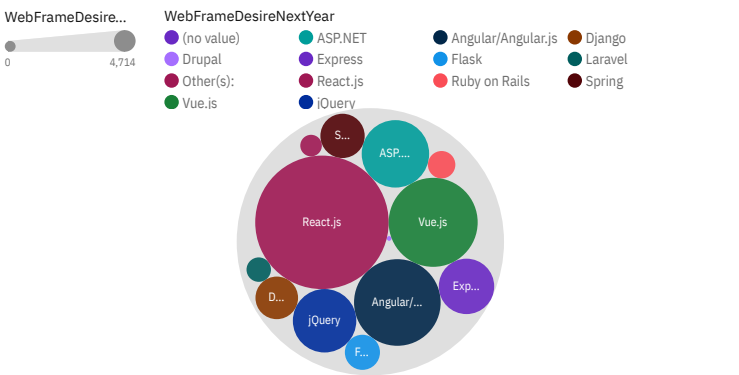 WebFrameDesire...
0 4,714
WebFrameDesireNextYear
(no value) ASP.NET Angular/Angular.js Django
Drupal Express Flask Laravel
Other(s): React.js Ruby on Rails Spring
Vue.js jQuery
S...
ASP....
React.js
Vue.js
Exp...
D...
Angular/...
jQuery
F...